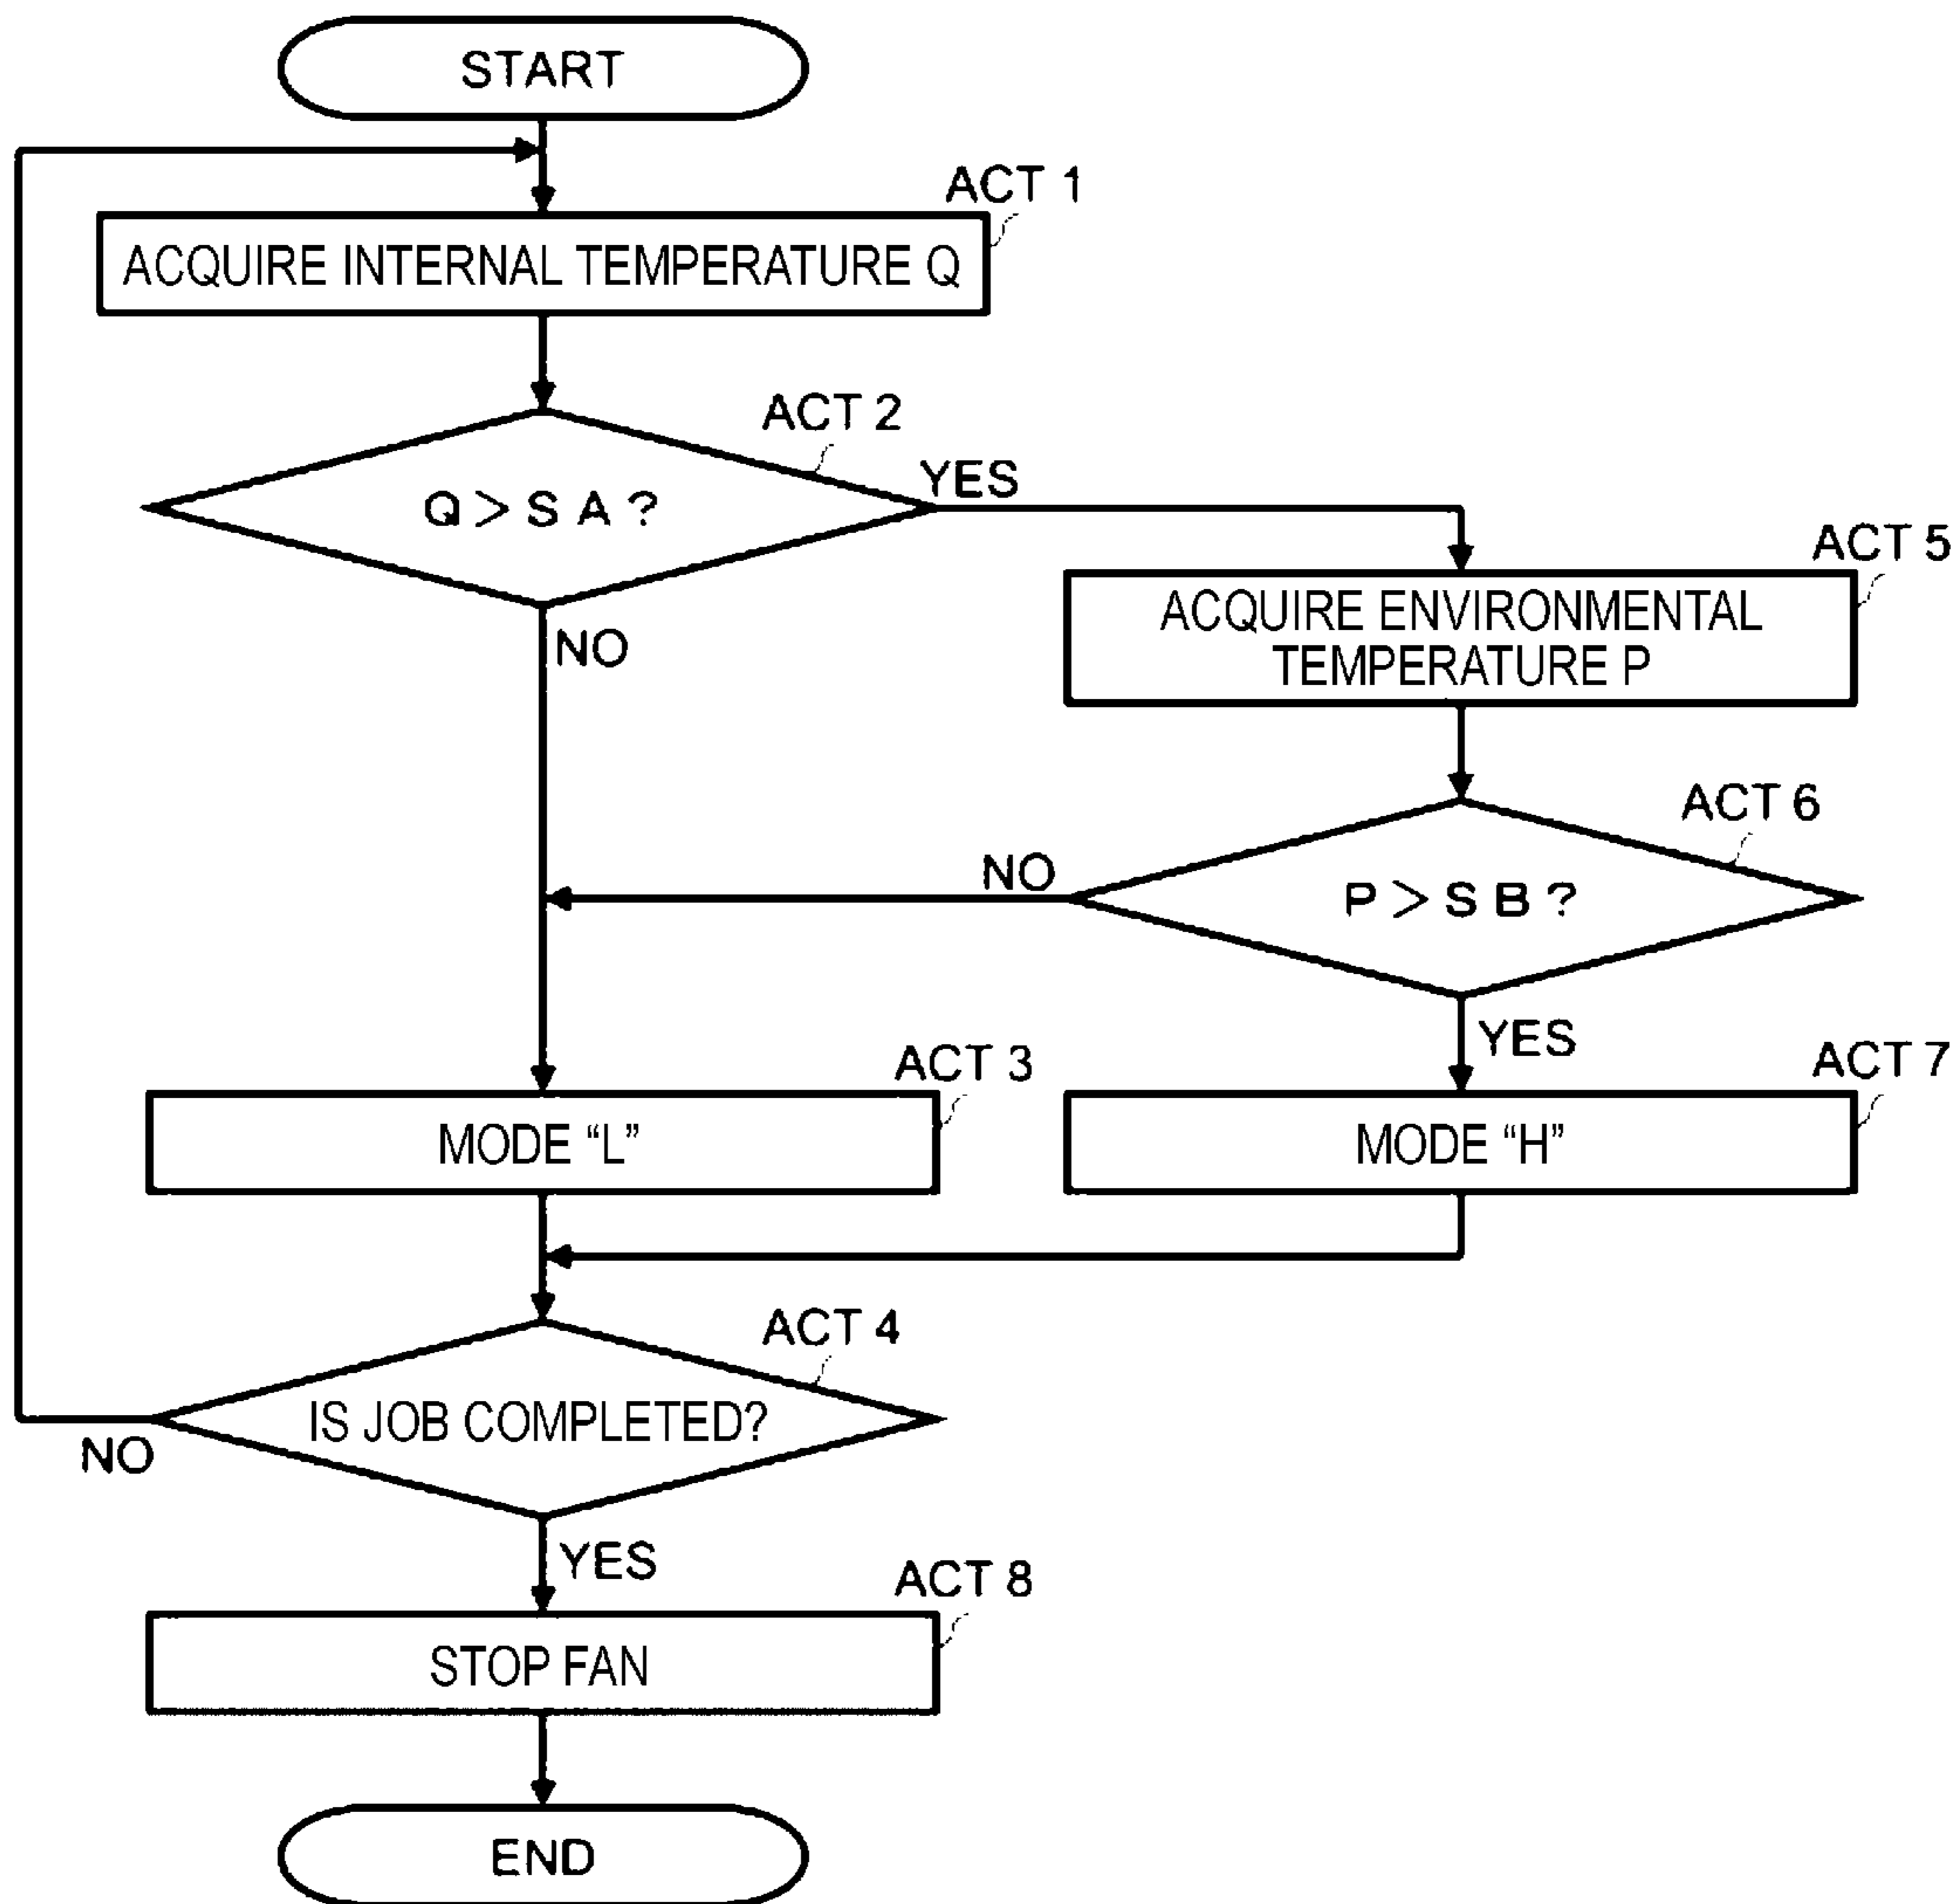 START
ACT 1
ACQUIRE INTERNAL TEMPERATURE Q
ACT 2
Q > S A ?
YES
NO
ACT 5
ACQUIRE ENVIRONMENTAL
TEMPERATURE P
ACT 6
P > S B ?
NO
YES
ACT 3
MODE “L”
ACT 7
MODE “H”
ACT 4
IS JOB COMPLETED?
NO
YES
ACT 8
STOP FAN
END